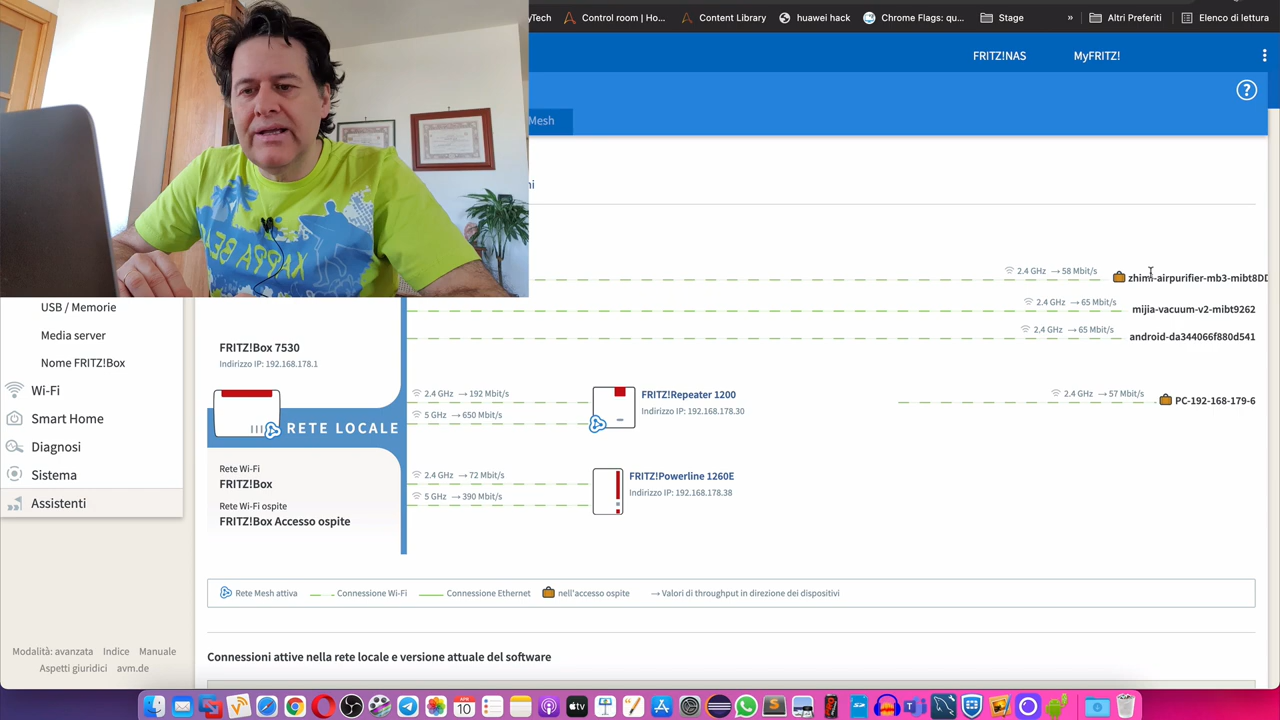 yTech
Control room | Ho...
Content Library
huawei hack
Chrome Flags: qu...
Stage
»
Altri Preferiti
Elenco di lettura
FRITZ!NAS
MyFRITZ!
?
Mesh
2.4 GHz → 58 Mbit/s
zhimi-airpurifier-mb3-mibt8DD
2.4 GHz → 65 Mbit/s
mijia-vacuum-v2-mibt9262
2.4 GHz → 65 Mbit/s
android-da344066f880d541
USB / Memorie
Media server
Nome FRITZ!Box
Wi-Fi
Smart Home
Diagnosi
Sistema
Assistenti
FRITZ!Box 7530
Indirizzo IP: 192.168.178.1
RETE LOCALE
Rete Wi-Fi
FRITZ!Box
Rete Wi-Fi ospite
FRITZ!Box Accesso ospite
2.4 GHz → 192 Mbit/s
5 GHz → 650 Mbit/s
FRITZ!Repeater 1200
Indirizzo IP: 192.168.178.30
2.4 GHz → 57 Mbit/s
PC-192-168-179-6
2.4 GHz → 72 Mbit/s
5 GHz → 390 Mbit/s
FRITZ!Powerline 1260E
Indirizzo IP: 192.168.178.38
Rete Mesh attiva
Connessione Wi-Fi
Connessione Ethernet
nell'accesso ospite
→ Valori di throughput in direzione dei dispositivi
Modalità: avanzata Indice Manuale
Aspetti giuridici avm.de
Connessioni attive nella rete locale e versione attuale del software